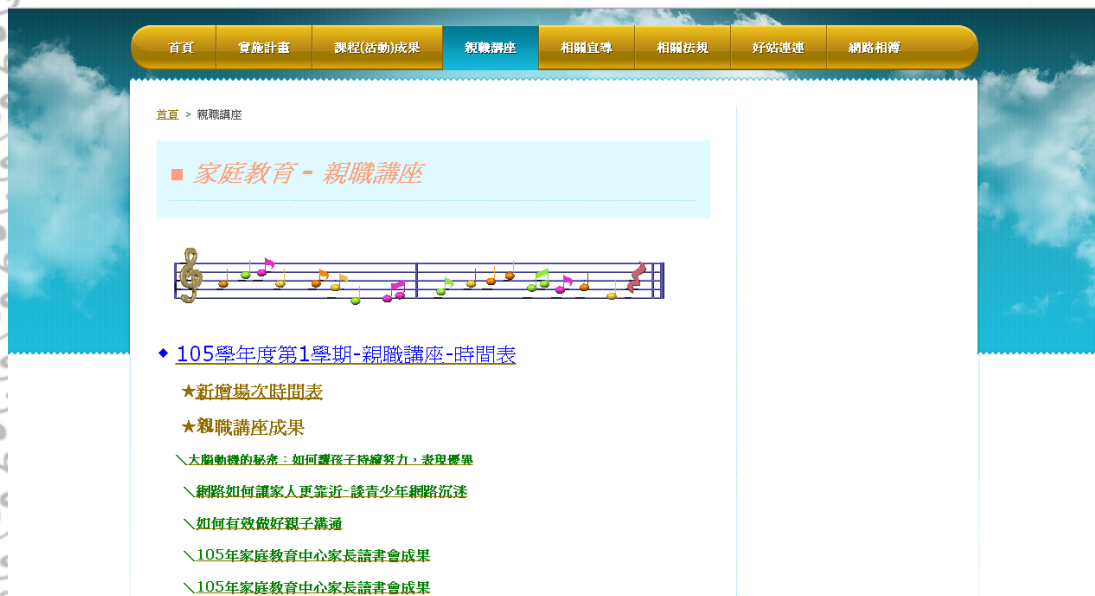 首頁 實施計畫 課程(活動)成果 親職講座 相關宣導 相關法規 好站連連 網路相簿
首頁 > 親職講座
■ 家庭教育 - 親職講座
◆ 105學年度第1學期-親職講座-時間表
★新增場次時間表
★親職講座成果
＼大腦動機的秘密：如何讓孩子持續努力，表現優異
＼網路如何讓家人更靠近-談青少年網路沉迷
＼如何有效做好親子溝通
＼105年家庭教育中心家長讀書會成果
＼105年家庭教育中心家長讀書會成果